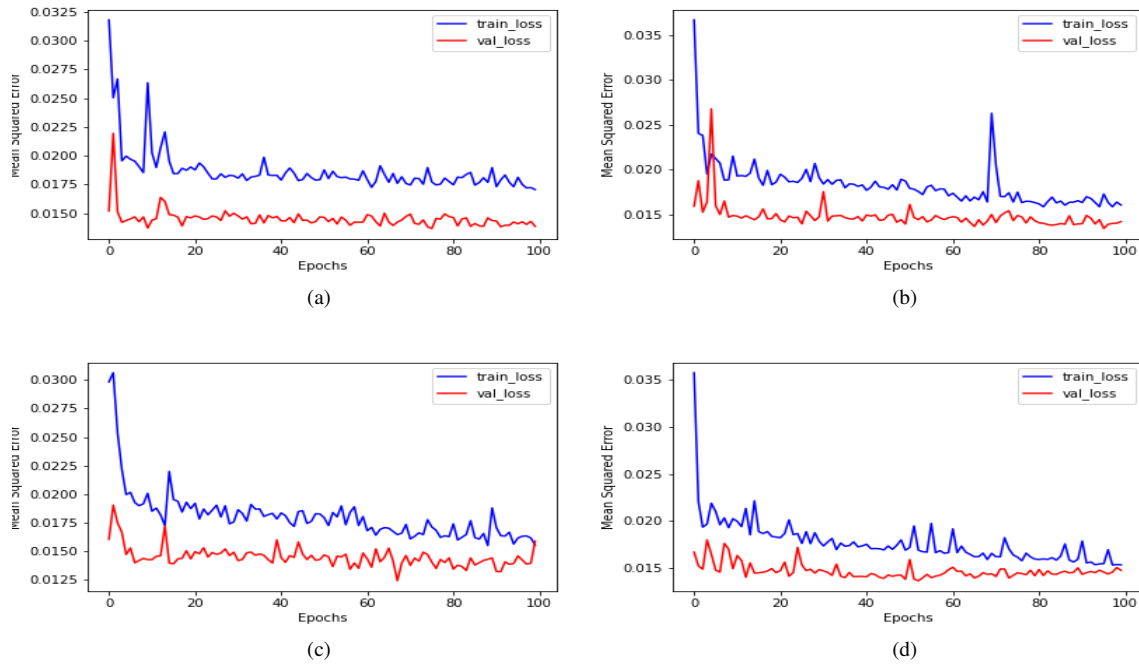 0.0325
0.0300
0.0275
0.0250
0.0225
0.0200
0.0175
0.0150
Mean Squared Error
0 20 40 60 80 100
Epochs
train_loss
val_loss
(a)
0.035
0.030
0.025
0.020
0.015
Mean Squared Error
0 20 40 60 80 100
Epochs
train_loss
val_loss
(b)
0.0300
0.0275
0.0250
0.0225
0.0200
0.0175
0.0150
0.0125
Mean Squared Error
0 20 40 60 80 100
Epochs
train_loss
val_loss
(c)
0.035
0.030
0.025
0.020
0.015
Mean Squared Error
0 20 40 60 80 100
Epochs
train_loss
val_loss
(d)